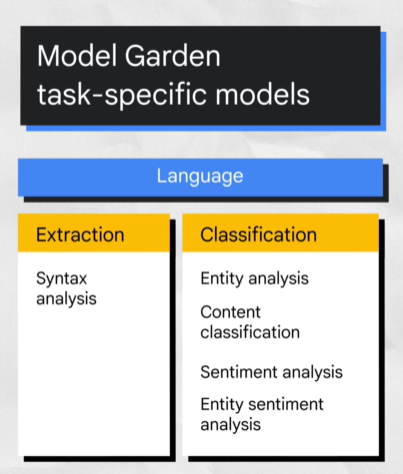 Model Garden
task-specific models
Language
Extraction
Syntax
analysis
Classification
Entity analysis
Content
classification
Sentiment analysis
Entity sentiment
analysis